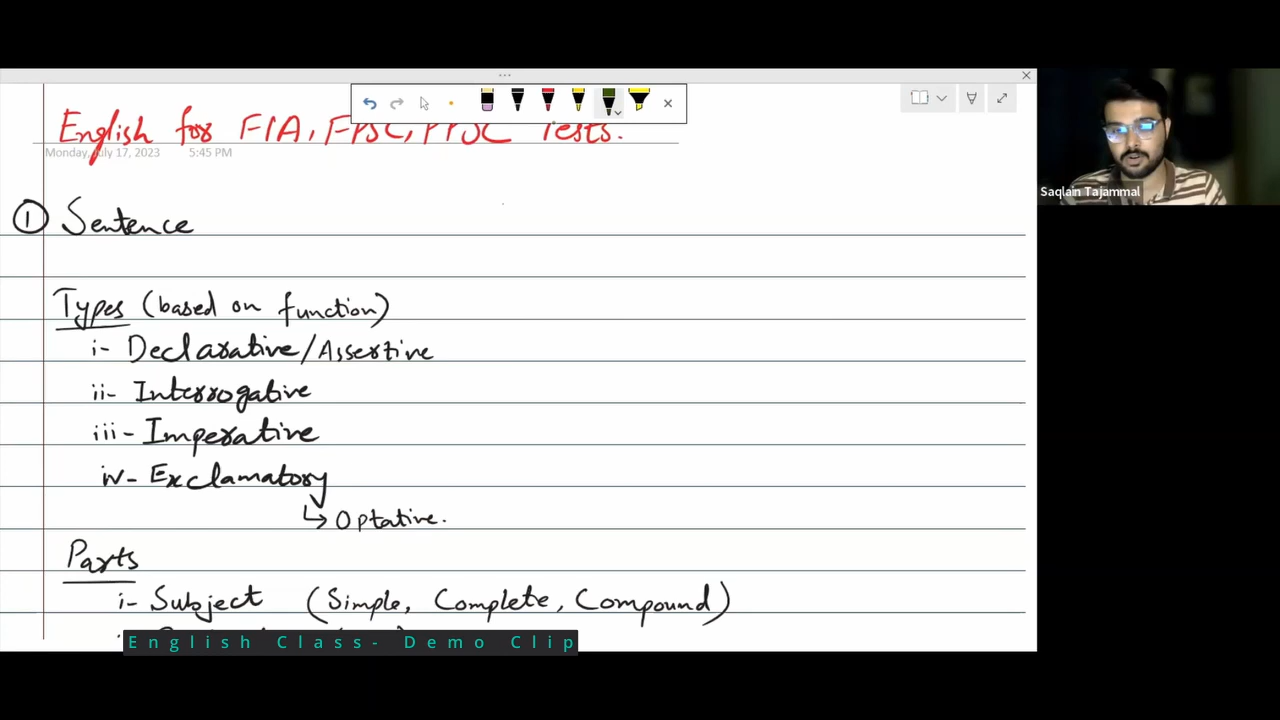 English for FIA, FPSC, PPSC Tests.
Monday, July 17, 2023 5:45 PM
Saqlain Tajammal
① Sentence
Types (based on function)
i- Declarative/Assertive
ii- Interrogative
iii- Imperative
iv- Exclamatory
↳ Optative.
Parts
i- Subject (Simple, Complete, Compound)
English Class- Demo Clip